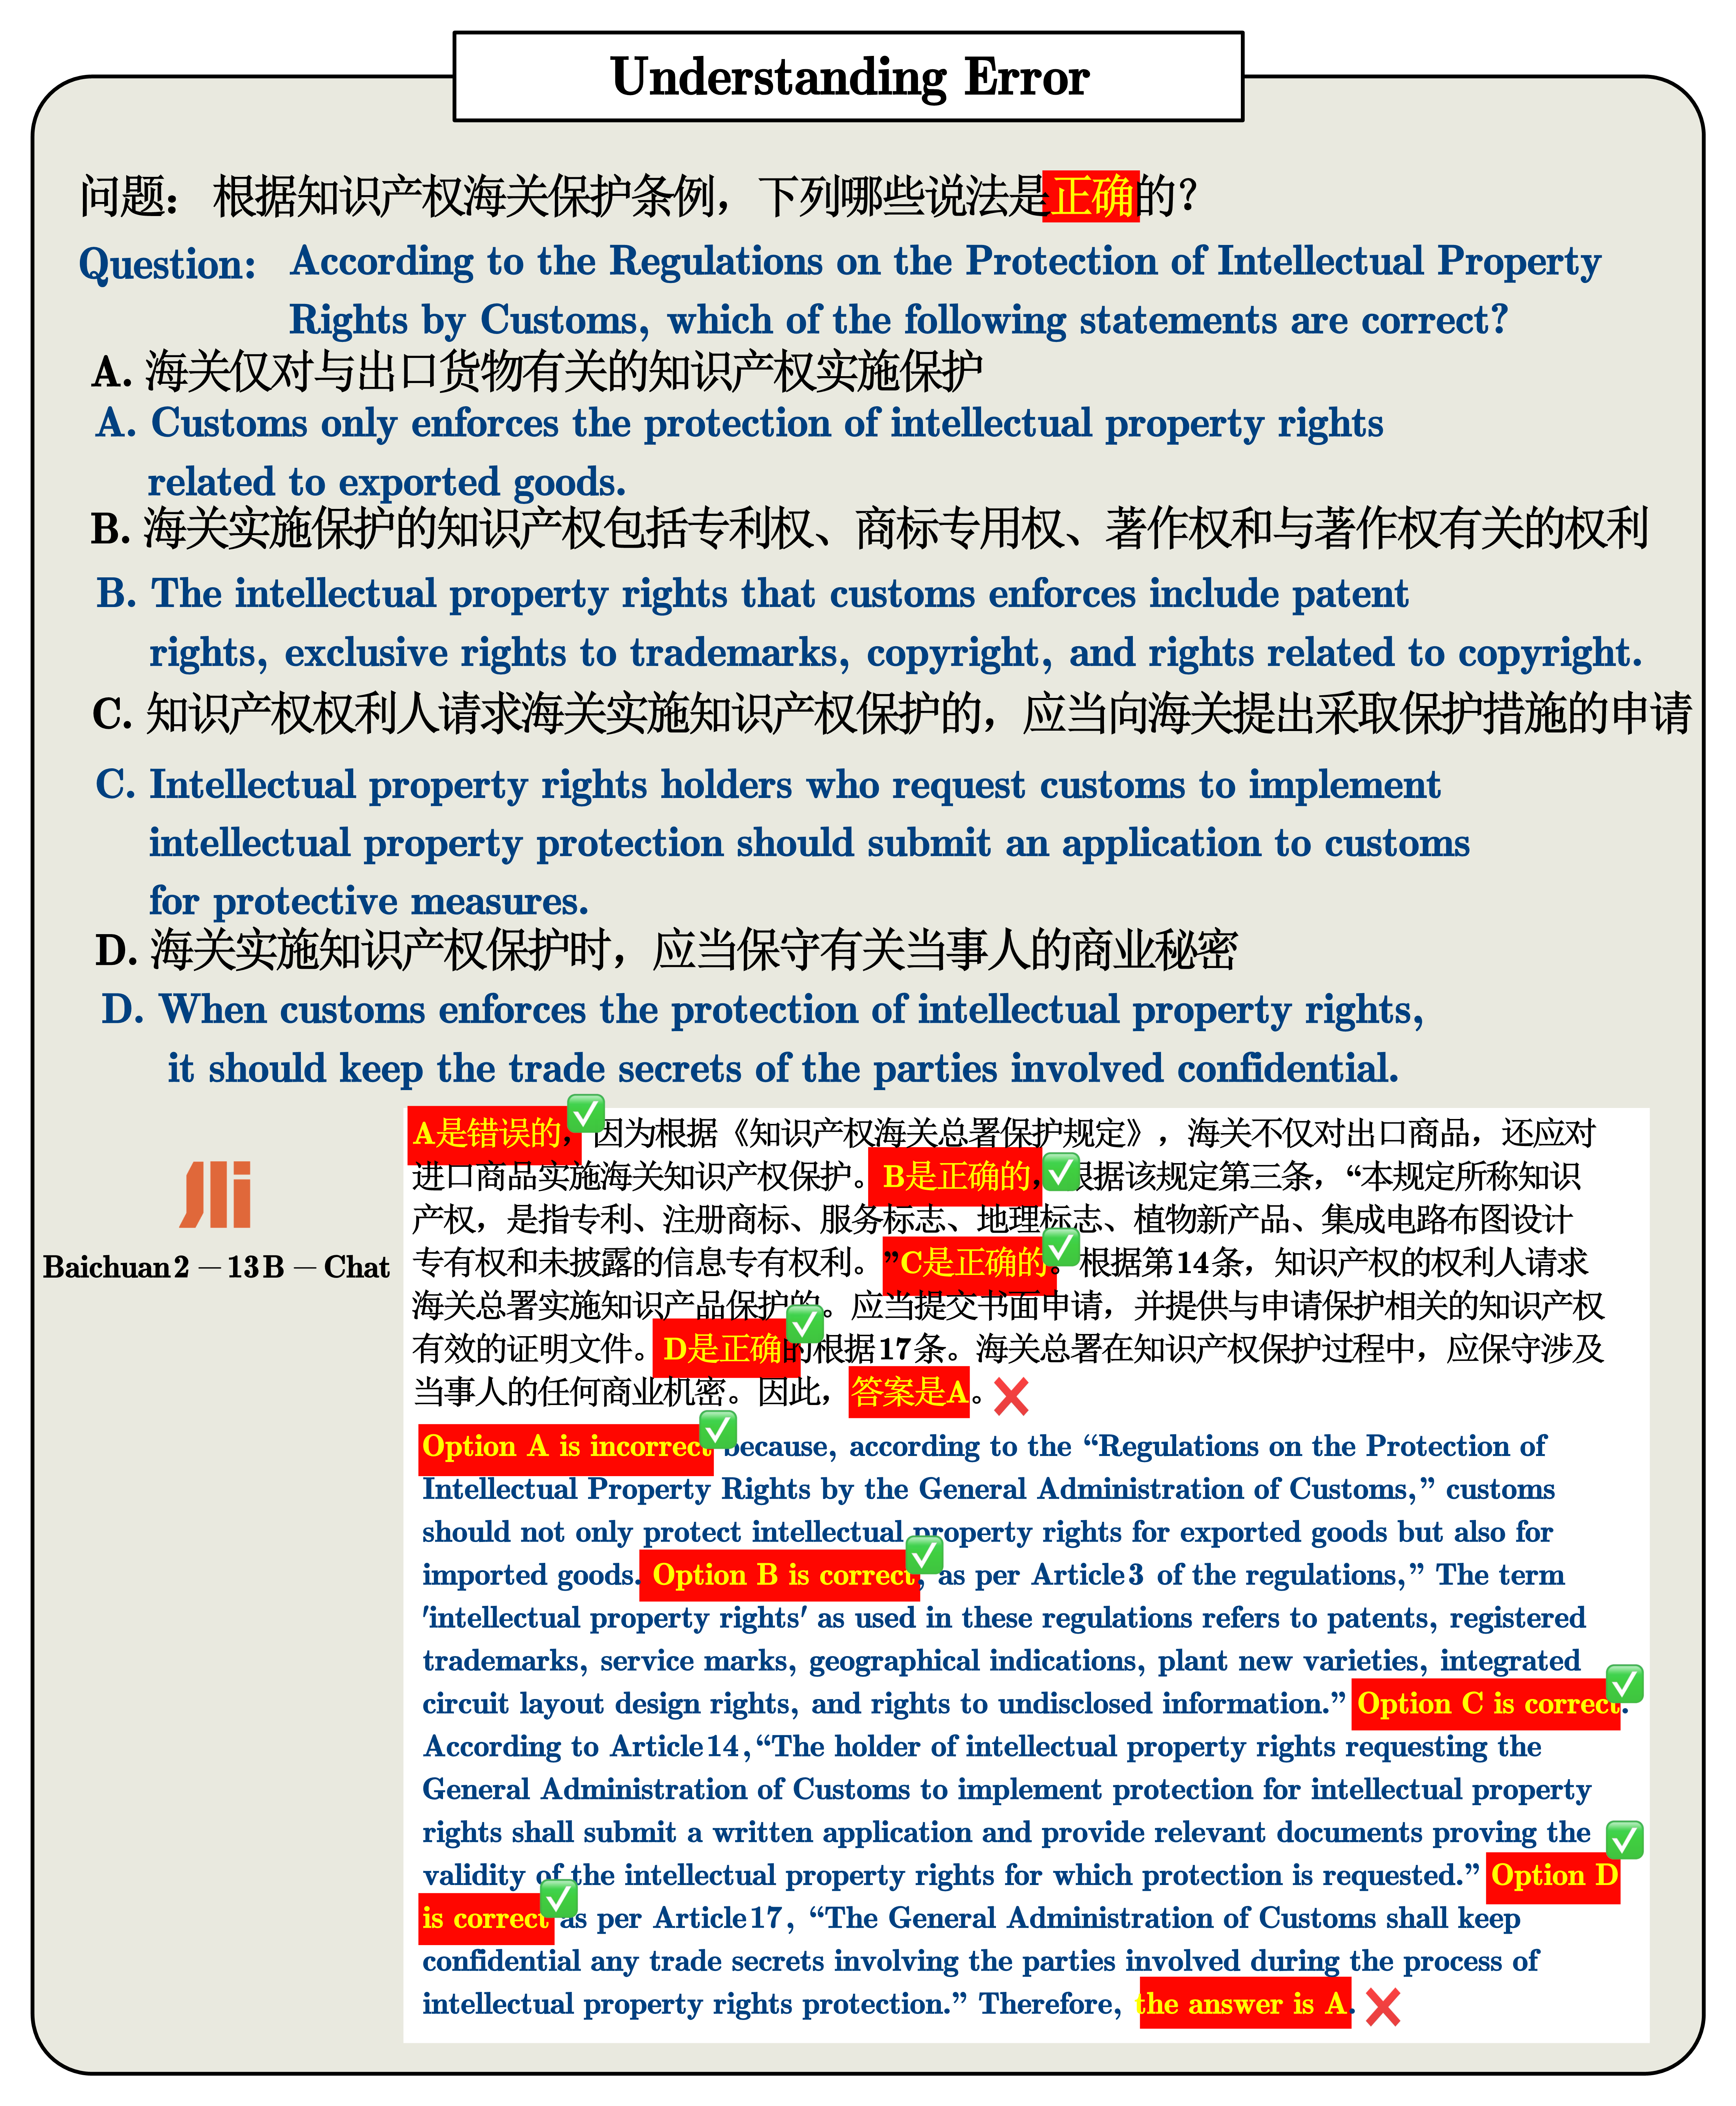 Understanding Error
问题： 根据知识产权海关保护条例，下列哪些说法是正确的？
Question: According to the Regulations on the Protection of Intellectual Property
Rights by Customs, which of the following statements are correct?
A. 海关仅对与出口货物有关的知识产权实施保护
A. Customs only enforces the protection of intellectual property rights
related to exported goods.
B. 海关实施保护的知识产权包括专利权、商标专用权、著作权和与著作权有关的权利
B. The intellectual property rights that customs enforces include patent
rights, exclusive rights to trademarks, copyright, and rights related to copyright.
C. 知识产权权利人请求海关实施知识产权保护的，应当向海关提出采取保护措施的申请
C. Intellectual property rights holders who request customs to implement
intellectual property protection should submit an application to customs
for protective measures.
D. 海关实施知识产权保护时，应当保守有关当事人的商业秘密
D. When customs enforces the protection of intellectual property rights,
it should keep the trade secrets of the parties involved confidential.
Baichuan2－13B－Chat
A是错误的，因为根据《知识产权海关总署保护规定》，海关不仅对出口商品，还应对
进口商品实施海关知识产权保护。B是正确的，根据该规定第三条，“本规定所称知识
产权，是指专利、注册商标、服务标志、地理标志、植物新产品、集成电路布图设计
专有权和未披露的信息专有权利。”C是正确的。根据第14条，知识产权的权利人请求
海关总署实施知识产品保护的。应当提交书面申请，并提供与申请保护相关的知识产权
有效的证明文件。D是正确的根据17条。海关总署在知识产权保护过程中，应保守涉及
当事人的任何商业机密。因此，答案是A。
Option A is incorrect because, according to the “Regulations on the Protection of
Intellectual Property Rights by the General Administration of Customs,” customs
should not only protect intellectual property rights for exported goods but also for
imported goods. Option B is correct, as per Article3 of the regulations,” The term
'intellectual property rights' as used in these regulations refers to patents, registered
trademarks, service marks, geographical indications, plant new varieties, integrated
circuit layout design rights, and rights to undisclosed information.” Option C is correct.
According to Article14,“The holder of intellectual property rights requesting the
General Administration of Customs to implement protection for intellectual property
rights shall submit a written application and provide relevant documents proving the
validity of the intellectual property rights for which protection is requested.” Option D
is correct as per Article17, “The General Administration of Customs shall keep
confidential any trade secrets involving the parties involved during the process of
intellectual property rights protection.” Therefore, the answer is A.